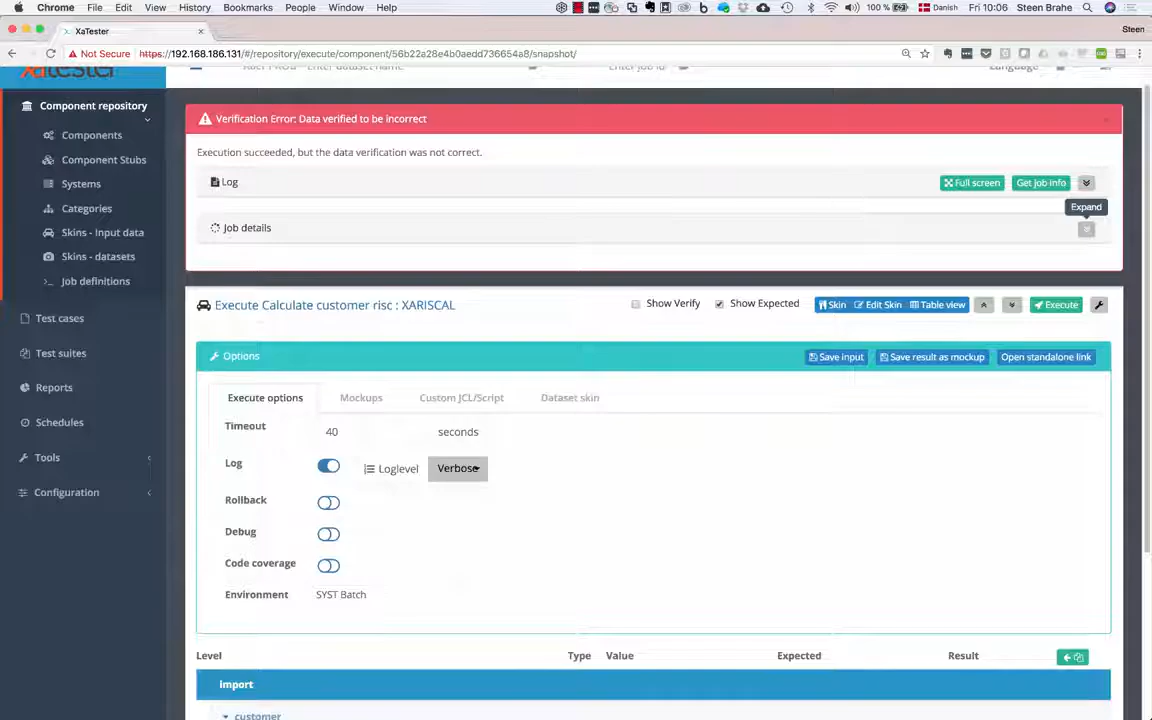 Chrome File Edit View History Bookmarks People Window Help 100 % Danish Fri 10:06 Steen Brahe
XaTester Steen
Not Secure https://192.168.186.131/#/repository/execute/component/56b22a28e4b0aedd736654a8/snapshot/
Component repository
Components
Component Stubs
Systems
Categories
Skins - Input data
Skins - datasets
Job definitions
Test cases
Test suites
Reports
Schedules
Tools
Configuration
Verification Error: Data verified to be incorrect
Execution succeeded, but the data verification was not correct.
Log Full screen Get job info
Expand
Job details
Execute Calculate customer risc : XARISCAL Show Verify Show Expected Skin Edit Skin Table view Execute
Options Save input Save result as mockup Open standalone link
Execute options Mockups Custom JCL/Script Dataset skin
Timeout 40 seconds
Log Loglevel Verbose
Rollback
Debug
Code coverage
Environment SYST Batch
Level Type Value Expected Result
Import
customer